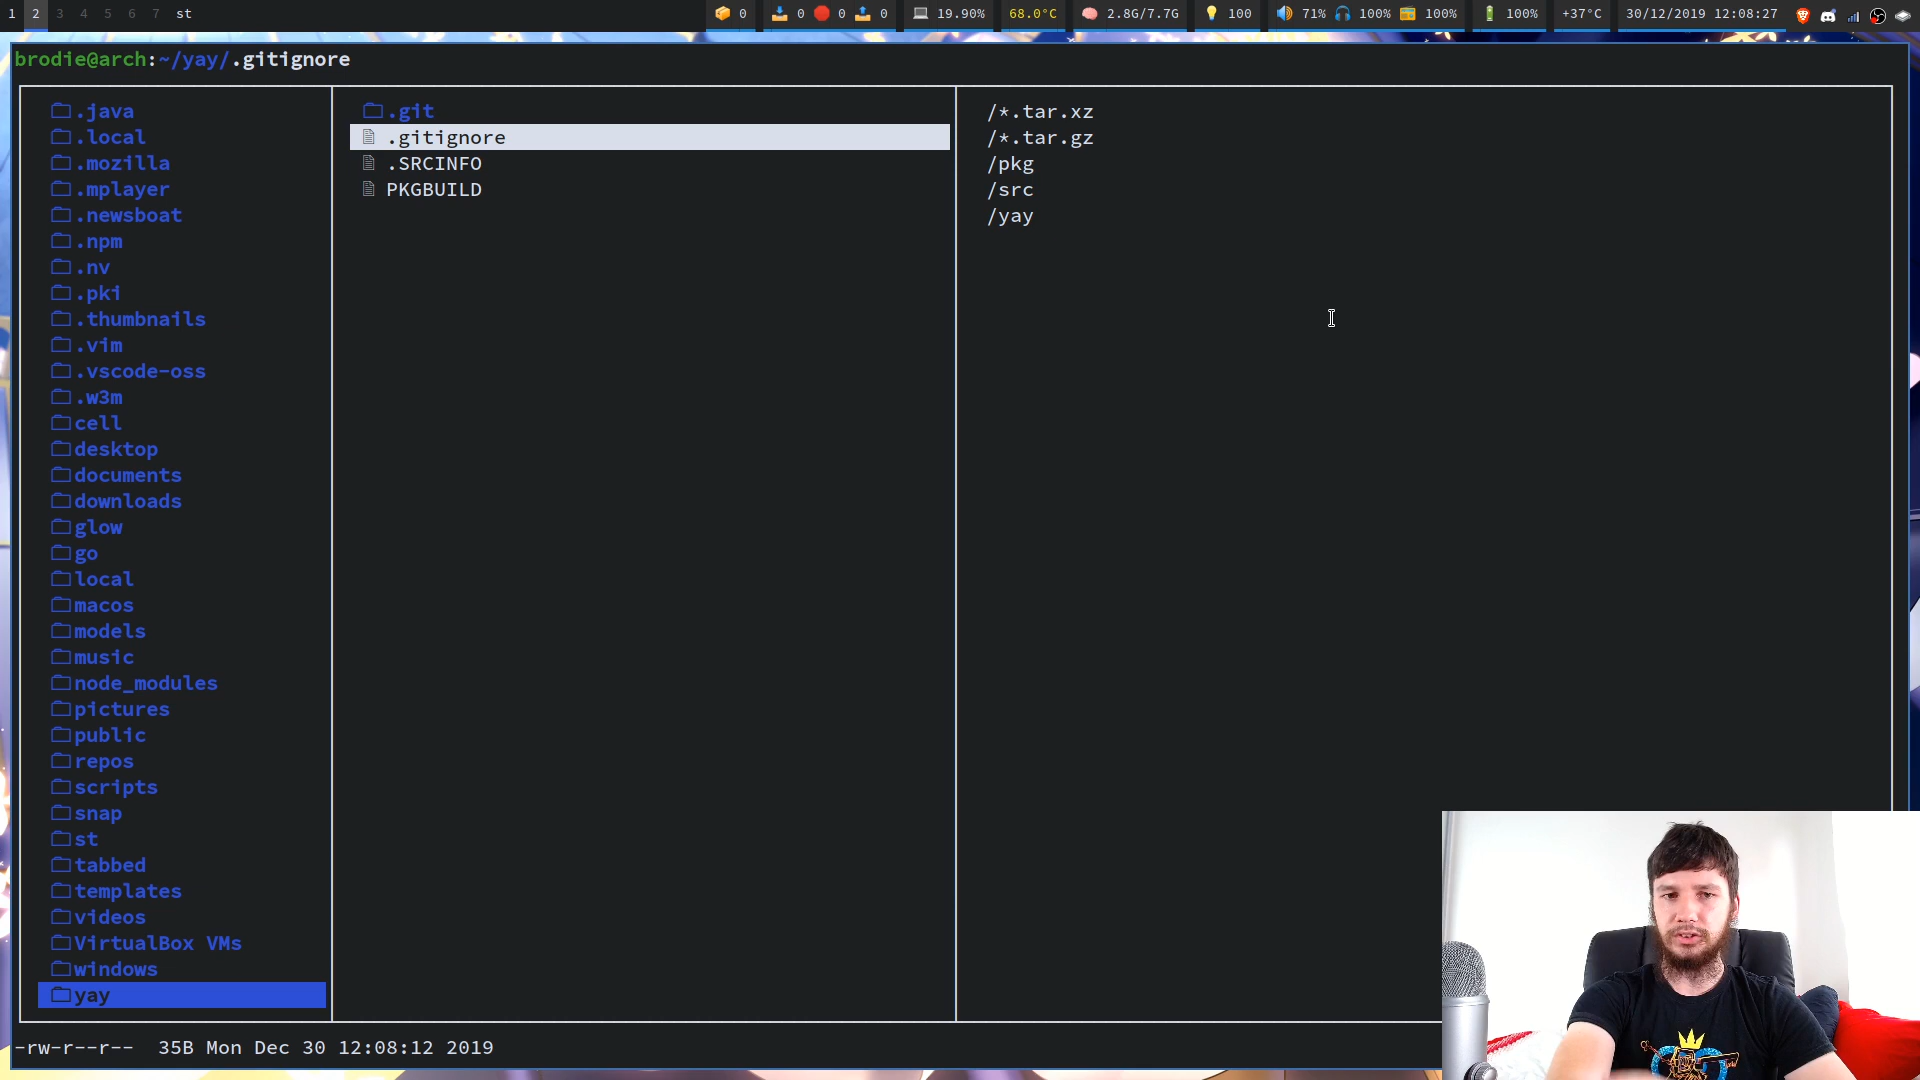 1 2 3 4 5 6 7 st 0 0 0 0 19.90% 68.0°C 2.8G/7.7G 100 71% 100% 100% 100% +37°C 30/12/2019 12:08:27
brodie@arch:~/yay/.gitignore
.java
.local
.mozilla
.mplayer
.newsboat
.npm
.nv
.pki
.thumbnails
.vim
.vscode-oss
.w3m
cell
desktop
documents
downloads
glow
go
local
macos
models
music
node_modules
pictures
public
repos
scripts
snap
st
tabbed
templates
videos
VirtualBox VMs
windows
yay
.git
.gitignore
.SRCINFO
PKGBUILD
/*.tar.xz
/*.tar.gz
/pkg
/src
/yay
-rw-r--r-- 35B Mon Dec 30 12:08:12 2019